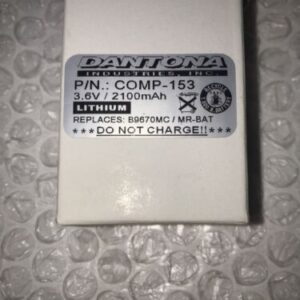 DANTONA
INDUSTRIES, INC.
P/N.: COMP-153
3.6V / 2100mAh
LITHIUM
REPLACES: B9670MC / MR-BAT
***DO NOT CHARGE!!***